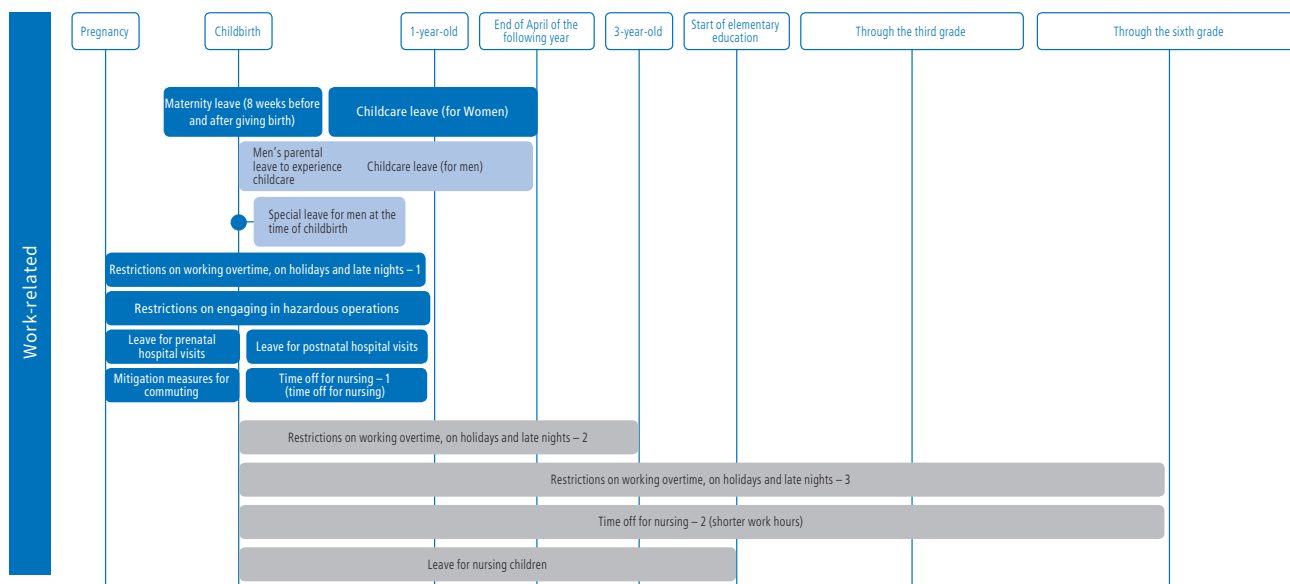 Pregnancy
Childbirth
1-year-old
End of April of the
following year
3-year-old
Start of elementary
education
Through the third grade
Through the sixth grade
Work-related
Maternity leave (8 weeks before
and after giving birth)
Childcare leave (for Women)
Men’s parental
leave to experience
childcare
Childcare leave (for men)
Special leave for men at the
time of childbirth
Restrictions on working overtime, on holidays and late nights – 1
Restrictions on engaging in hazardous operations
Leave for prenatal
hospital visits
Leave for postnatal hospital visits
Mitigation measures for
commuting
Time off for nursing – 1
(time off for nursing)
Restrictions on working overtime, on holidays and late nights – 2
Restrictions on working overtime, on holidays and late nights – 3
Time off for nursing – 2 (shorter work hours)
Leave for nursing children